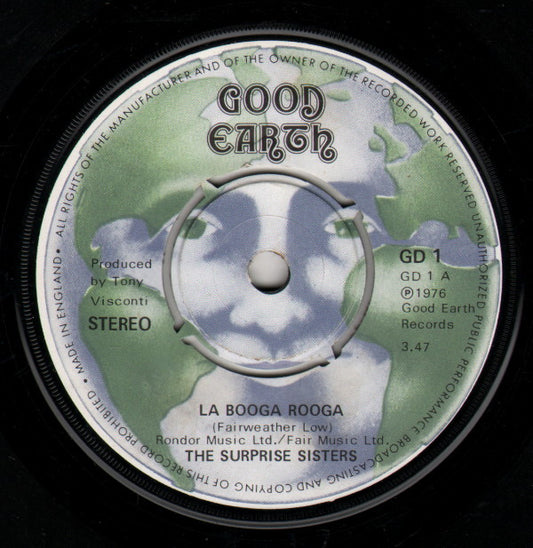 GOOD
EARTH
ALL RIGHTS OF THE MANUFACTURER AND OF THE OWNER OF THE RECORDED WORK RESERVED UNAUTHORIZED PUBLIC PERFORMANCE BROADCASTING AND COPYING OF THIS RECORD PROHIBITED • MADE IN ENGLAND •
Produced
by Tony
Visconti
STEREO
GD 1
GD 1 A
℗1976
Good Earth
Records
3.47
LA BOOGA ROOGA
(Fairweather Low)
Rondor Music Ltd./Fair Music Ltd.
THE SURPRISE SISTERS